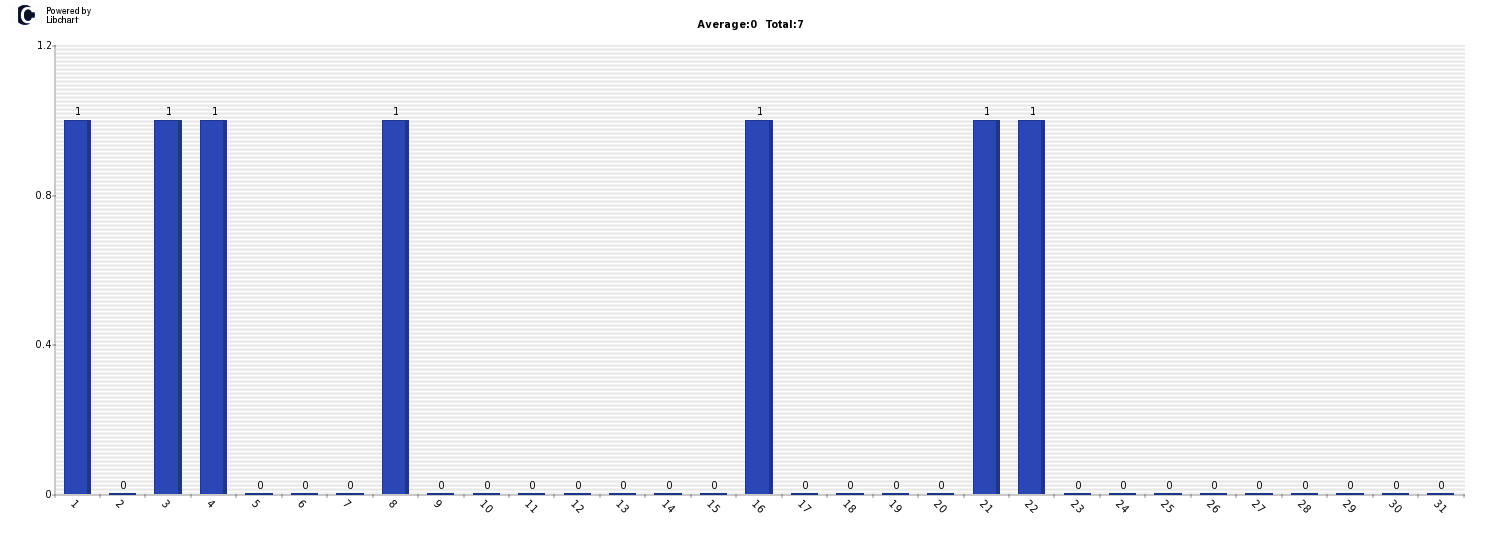 Powered by
Libchart
Average:0 Total:7
1.2
1 1 1 1 1 1 1
0.8
0.4
0 0 0 0 0 0 0 0 0 0 0 0 0 0 0 0 0 0 0 0 0 0 0 0
0
1 2 3 4 5 6 7 8 9 10 11 12 13 14 15 16 17 18 19 20 21 22 23 24 25 26 27 28 29 30 31